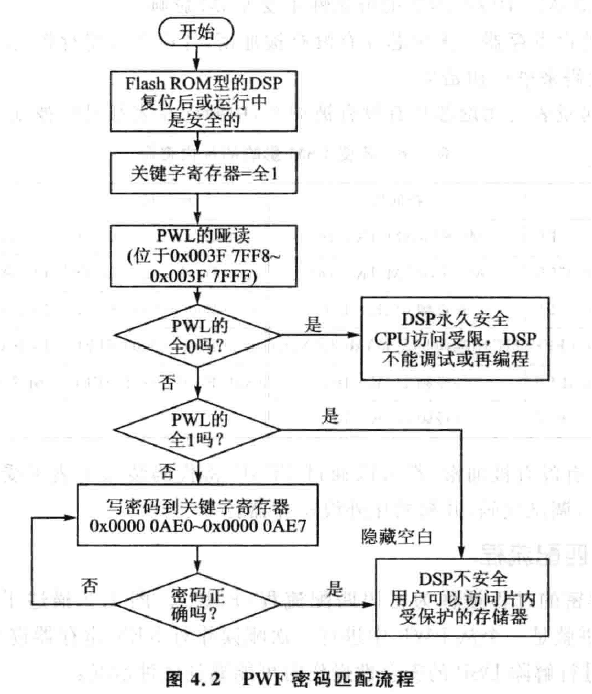 开始
Flash ROM型的DSP
复位后或运行中
是安全的
关键字寄存器=全1
PWL的哑读
(位于0x003F 7FF8~
0x003F 7FFF)
PWL的
全0吗?
是
DSP永久安全
CPU访问受限，DSP
不能调试或再编程
否
PWL的
全1吗?
是
否
写密码到关键字寄存器
0x0000 0AE0~0x0000 0AE7
隐藏空白
否
密码正
确吗?
是
DSP不安全
用户可以访问片内
受保护的存储器
图 4.2 PWF 密码匹配流程